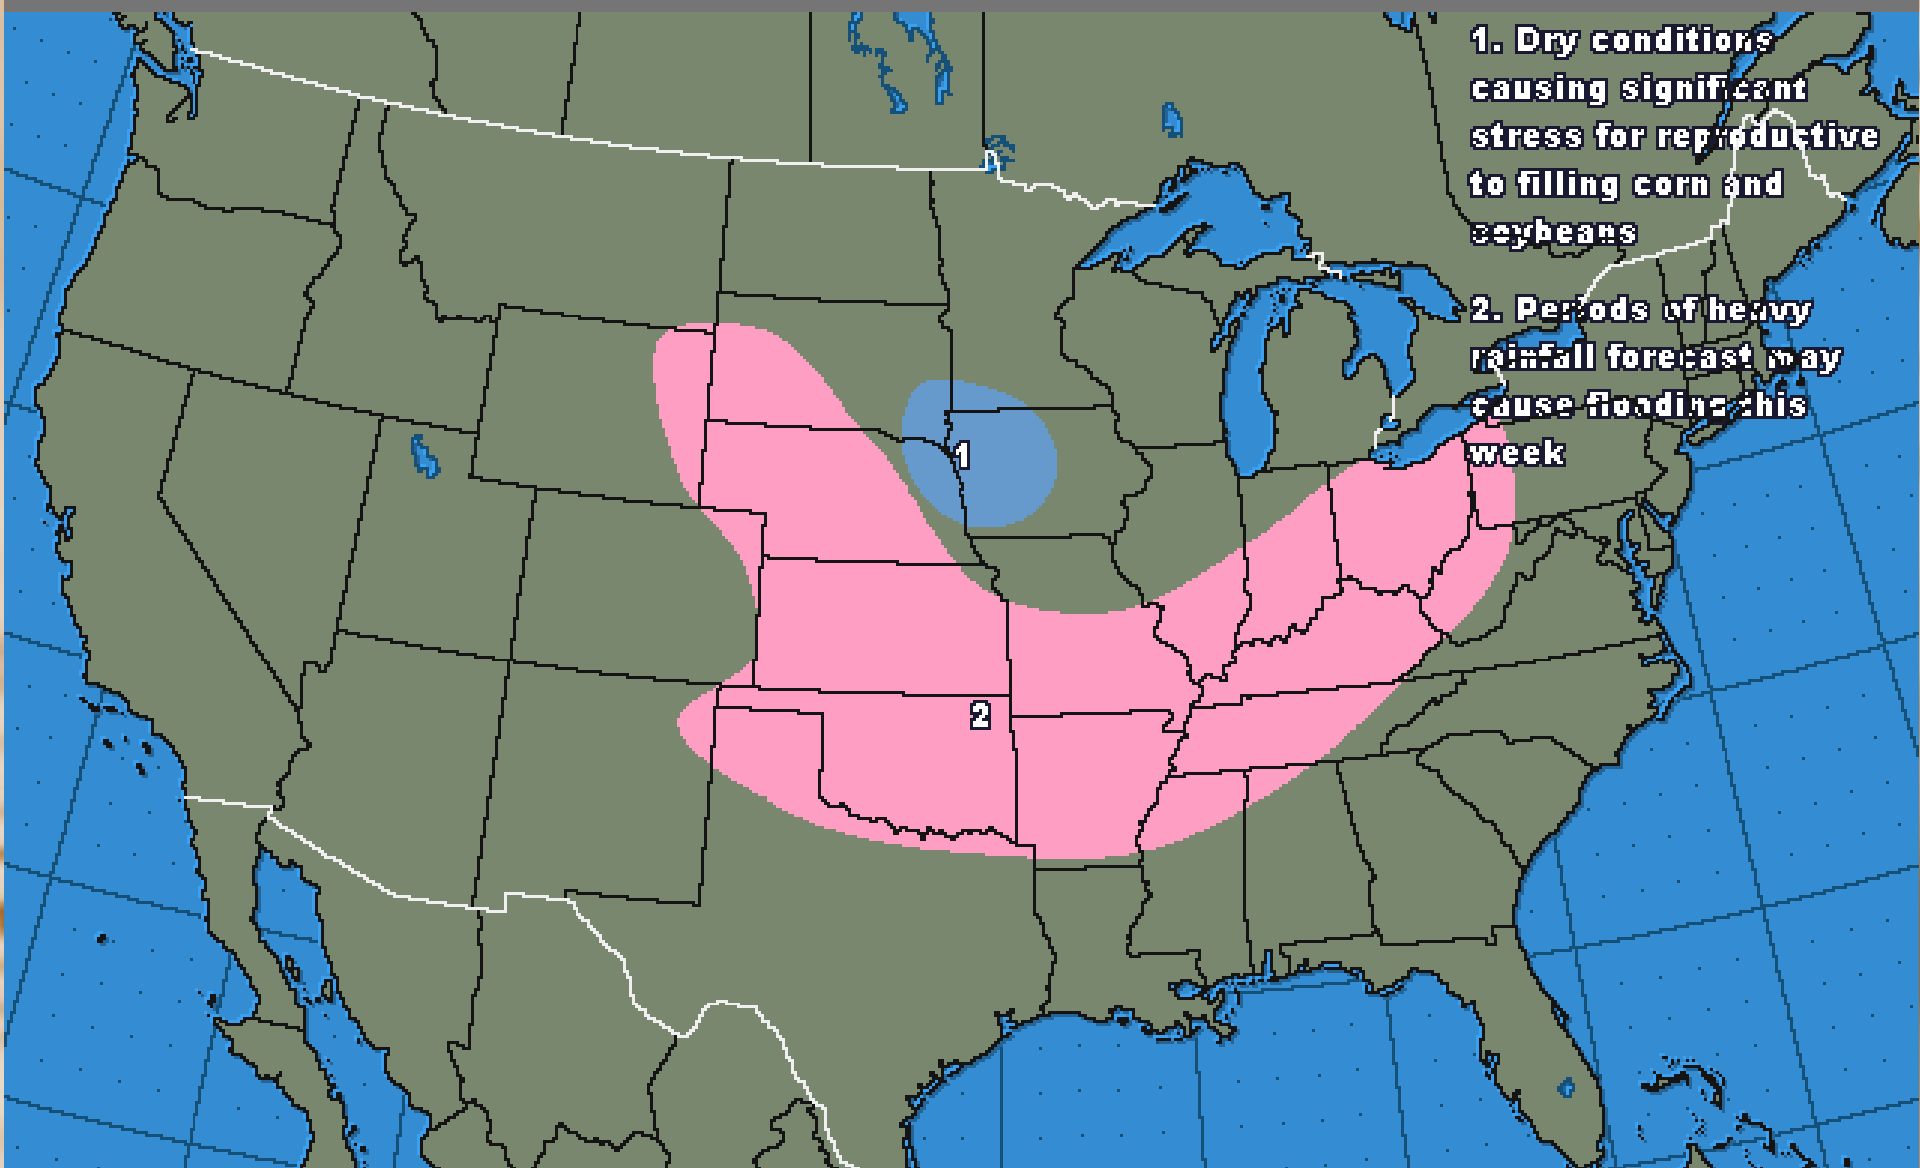 1. Dry conditions
causing significant
stress for reproductive
to filling corn and
soybeans
2. Periods of heavy
rainfall forecast may
cause flooding this
week
1
2